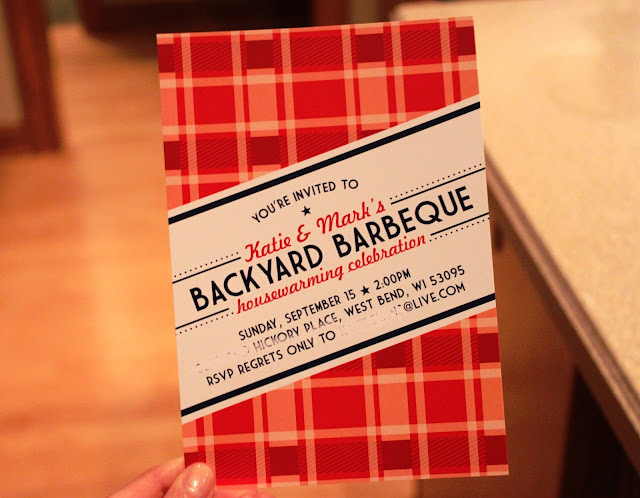 YOU'RE INVITED TO
Katie & Mark's
BACKYARD BARBEQUE
housewarming celebration
SUNDAY, SEPTEMBER 15 ★ 2:00PM
HICKORY PLACE, WEST BEND, WI 53095
RSVP REGRETS ONLY TO @LIVE.COM